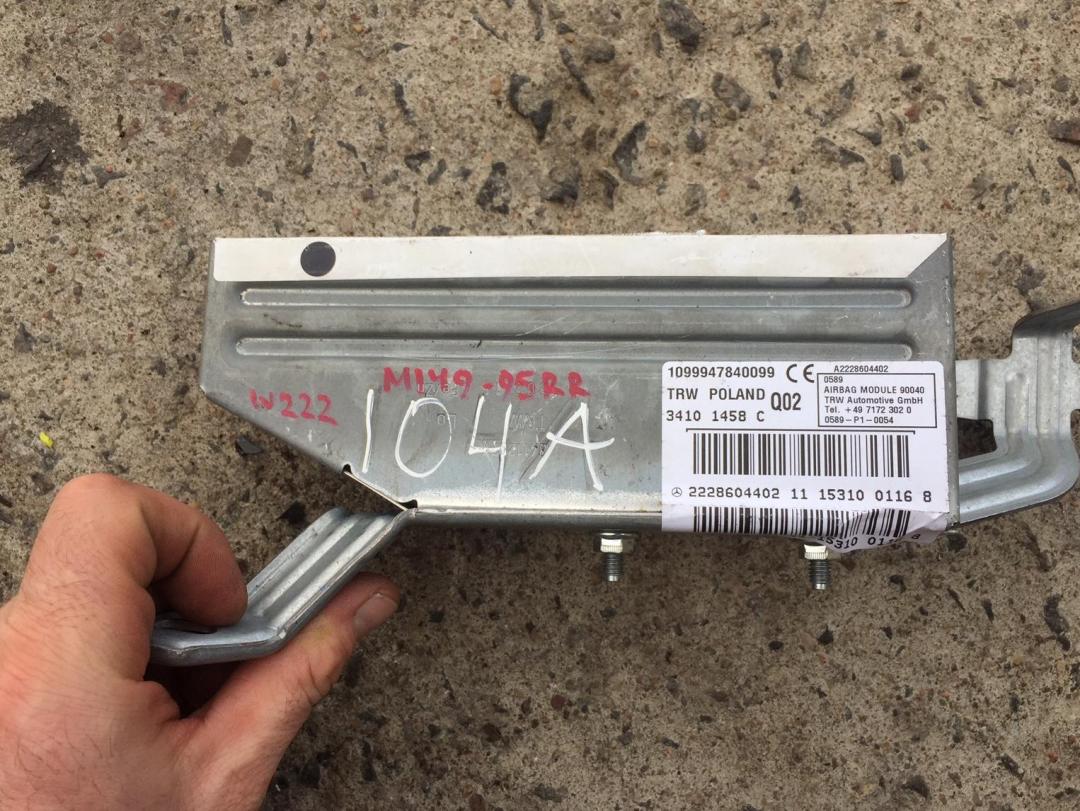 M149-95RR
W222
104A
1099947840099 CE
TRW POLAND Q02
3410 1458 C
A2228604402
0589
AIRBAG MODULE 90040
TRW Automotive GmbH
Tel. +49 7172 302 0
0589-P1-0054
2228604402 11 15310 0116 8